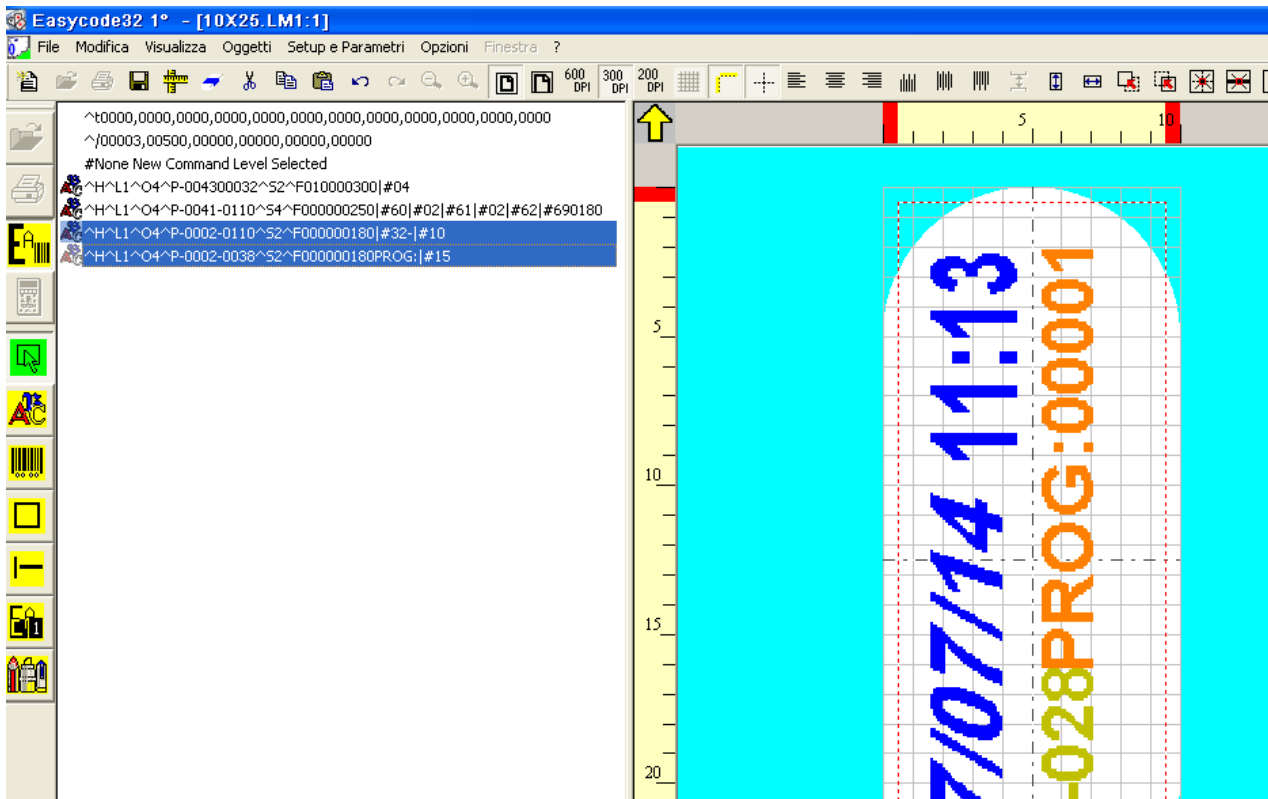 Easycode32 1° - [10X25.LM1:1]
File Modifica Visualizza Oggetti Setup e Parametri Opzioni Finestra ?
600 DPI 300 DPI 200 DPI
^t0000,0000,0000,0000,0000,0000,0000,0000,0000,0000,0000,0000
^/00003,00500,00000,00000,00000,00000
#None New Command Level Selected
^H^L1^O4^P-004300032^S2^F010000300|#04
^H^L1^O4^P-0041-0110^S4^F000000250|#60|#02|#61|#02|#62|#690180
^H^L1^O4^P-0002-0110^S2^F000000180|#32-|#10
^H^L1^O4^P-0002-0038^S2^F000000180PROG:|#15
5 10
5
10
15
20
7/07/14 11:13
-028PROG:00001